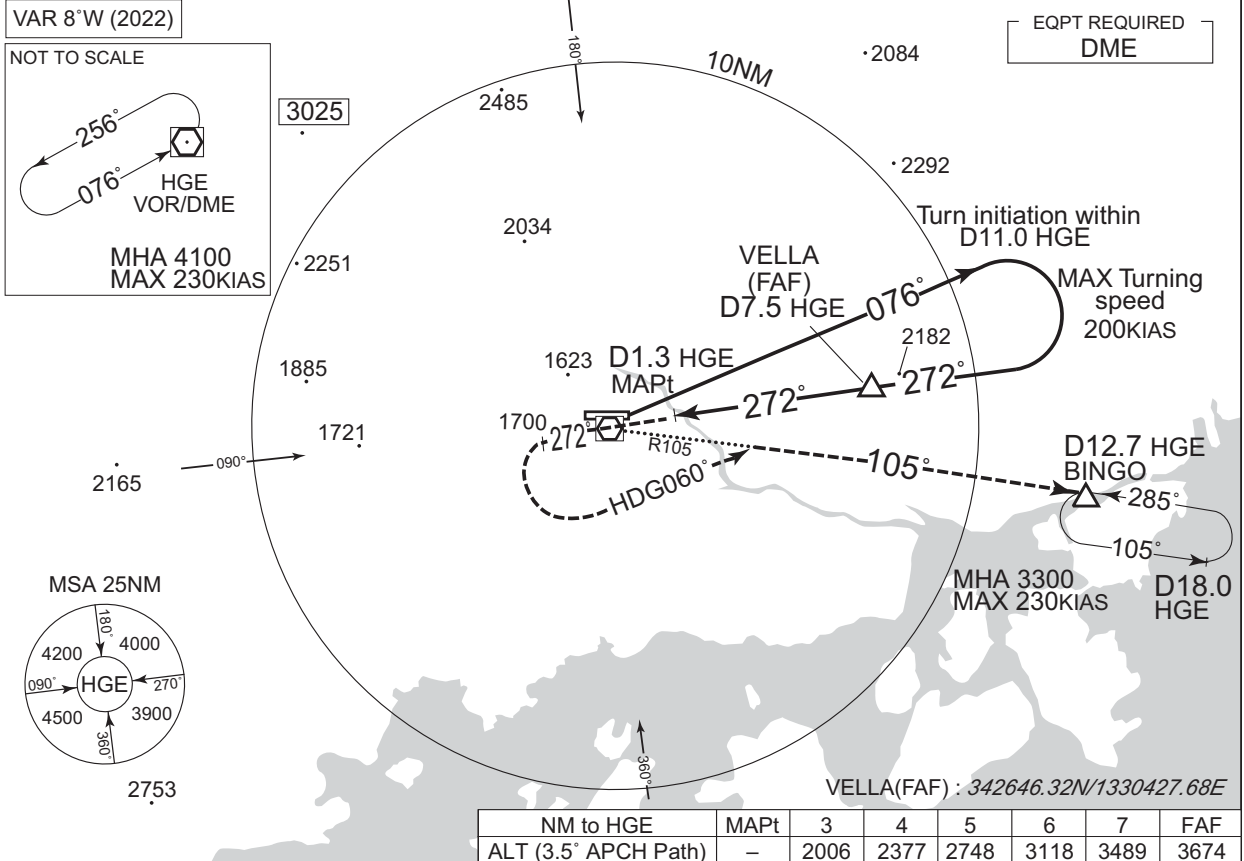 VAR 8˚W (2022)
EQPT REQUIRED
DME
NOT TO SCALE
256˚
076˚
HGE
VOR/DME
MHA 4100
MAX 230KIAS
3025
180˚
10NM
2084
2485
2292
2034
2251
Turn initiation within
D11.0 HGE
VELLA
(FAF)
D7.5 HGE
076˚
MAX Turning
speed
200KIAS
2182
1885
1623
D1.3 HGE
MAPt
272˚
272˚
1721
1700
272˚
R105
HDG060˚
105˚
D12.7 HGE
BINGO
285˚
105˚
D18.0
HGE
MHA 3300
MAX 230KIAS
2165
090˚
MSA 25NM
180˚
4200
4000
090˚
HGE
270˚
4500
3900
360˚
2753
360˚
VELLA(FAF) : 342646.32N/1330427.68E
NM to HGE MAPt 3 4 5 6 7 FAF
ALT (3.5˚ APCH Path) – 2006 2377 2748 3118 3489 3674